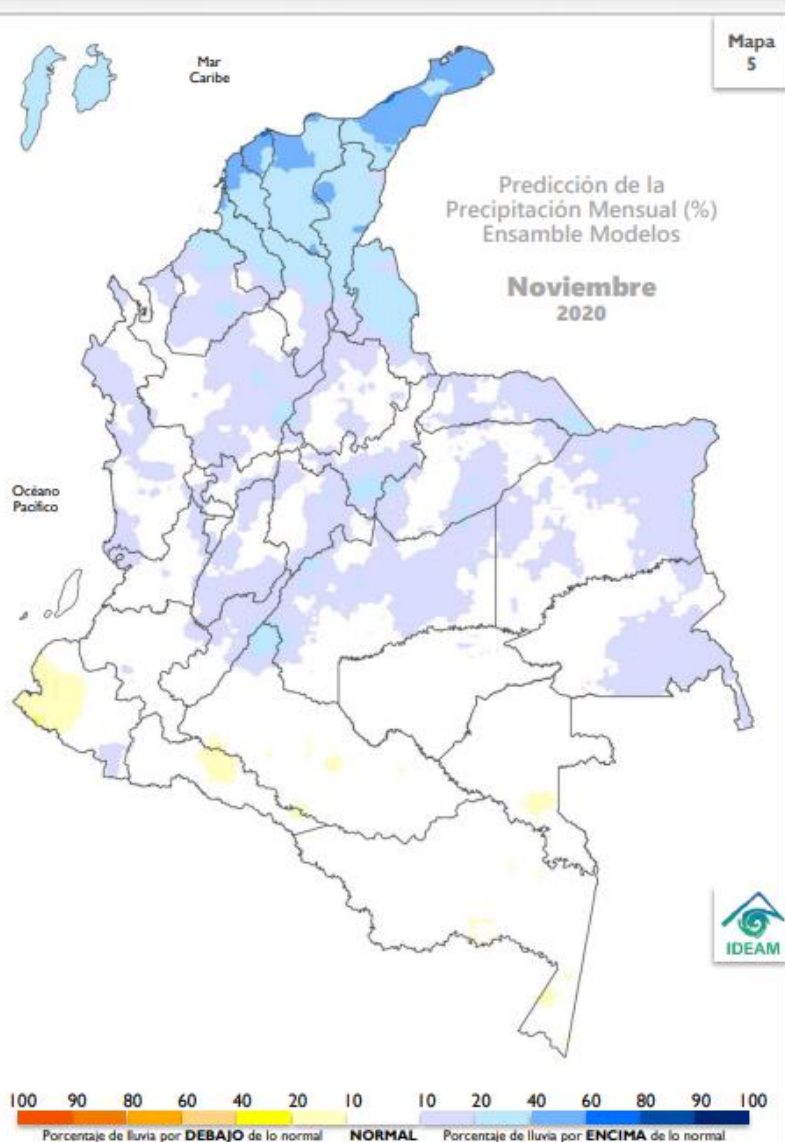 Mapa
5
Mar
Caribe
Predicción de la
Precipitación Mensual (%)
Ensamble Modelos
Noviembre
2020
Océano
Pacífico
IDEAM
100 90 80 60 40 20 10 10 20 40 60 80 90 100
Porcentaje de lluvia por DEBAJO de lo normal NORMAL Porcentaje de lluvia por ENCIMA de lo normal